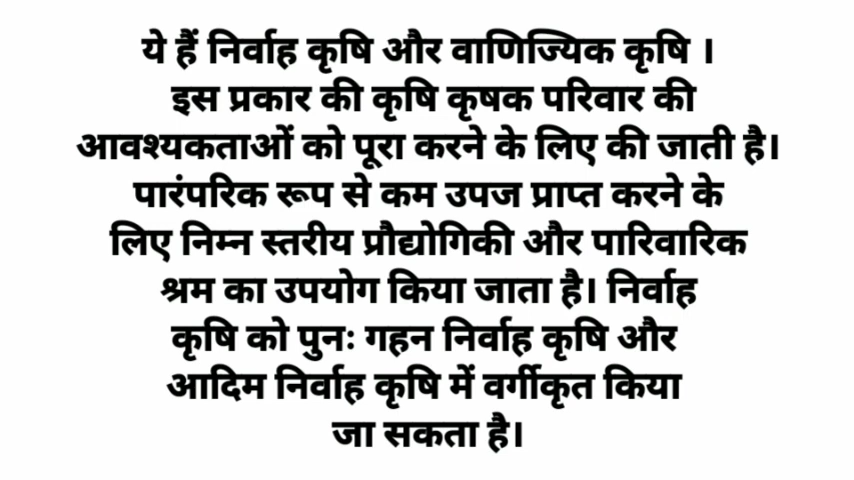 ये हैं निर्वाह कृषि और वाणिज्यिक कृषि ।
इस प्रकार की कृषि कृषक परिवार की
आवश्यकताओं को पूरा करने के लिए की जाती है।
पारंपरिक रूप से कम उपज प्राप्त करने के
लिए निम्न स्तरीय प्रौद्योगिकी और पारिवारिक
श्रम का उपयोग किया जाता है। निर्वाह
कृषि को पुनः गहन निर्वाह कृषि और
आदिम निर्वाह कृषि में वर्गीकृत किया
जा सकता है।